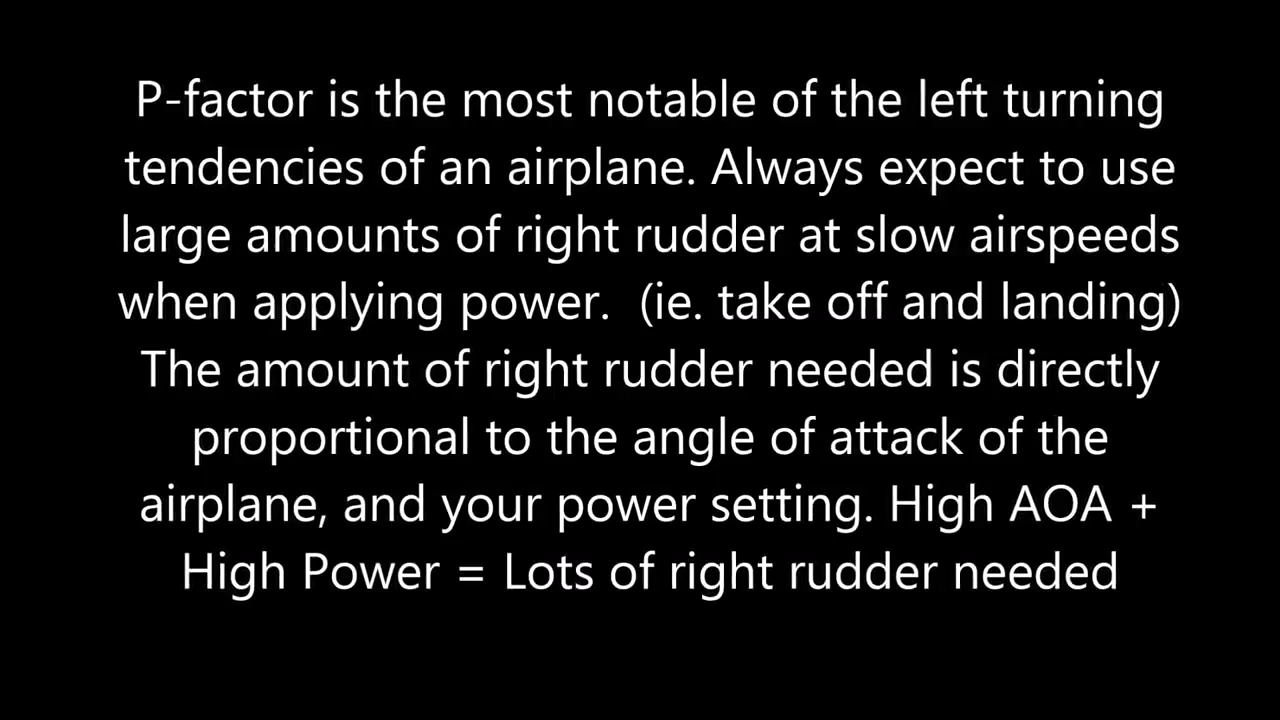 P-factor is the most notable of the left turning
tendencies of an airplane. Always expect to use
large amounts of right rudder at slow airspeeds
when applying power.  (ie. take off and landing)
The amount of right rudder needed is directly
proportional to the angle of attack of the
airplane, and your power setting. High AOA +
High Power = Lots of right rudder needed